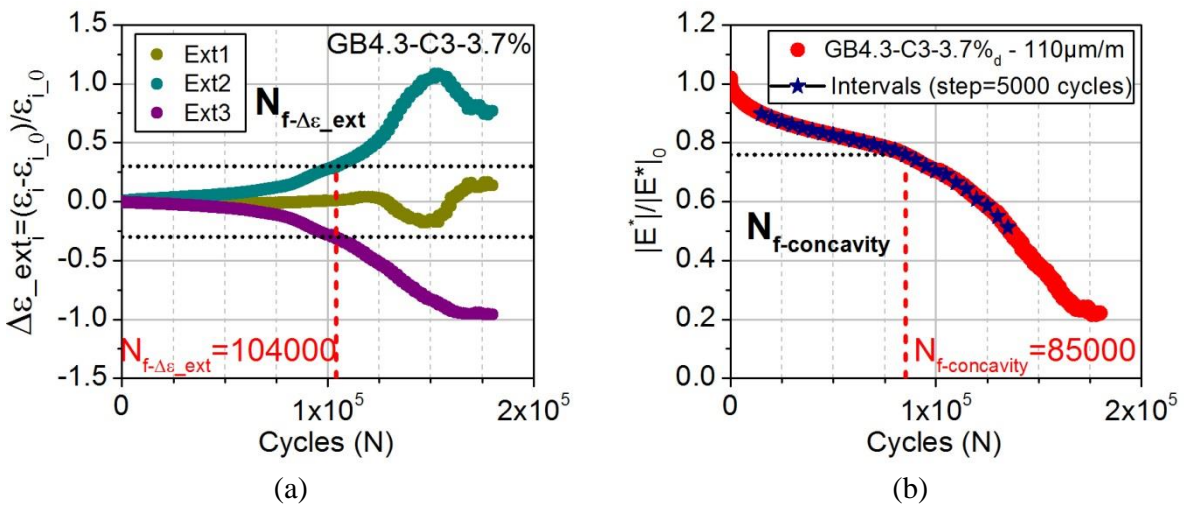 Δε_ext_i=(ε_i-ε_i_0)/ε_i_0
1.5
1.0
0.5
0.0
-0.5
-1.0
-1.5
Ext1
Ext2
Ext3
GB4.3-C3-3.7%
N_f-Δε_ext
N_f-Δε_ext=104000
0
1x10^5
2x10^5
Cycles (N)
(a)
|E*|/|E*|_0
1.2
1.0
0.8
0.6
0.4
0.2
0.0
GB4.3-C3-3.7%_d - 110μm/m
Intervals (step=5000 cycles)
N_f-concavity
N_f-concavity=85000
0
1x10^5
2x10^5
Cycles (N)
(b)